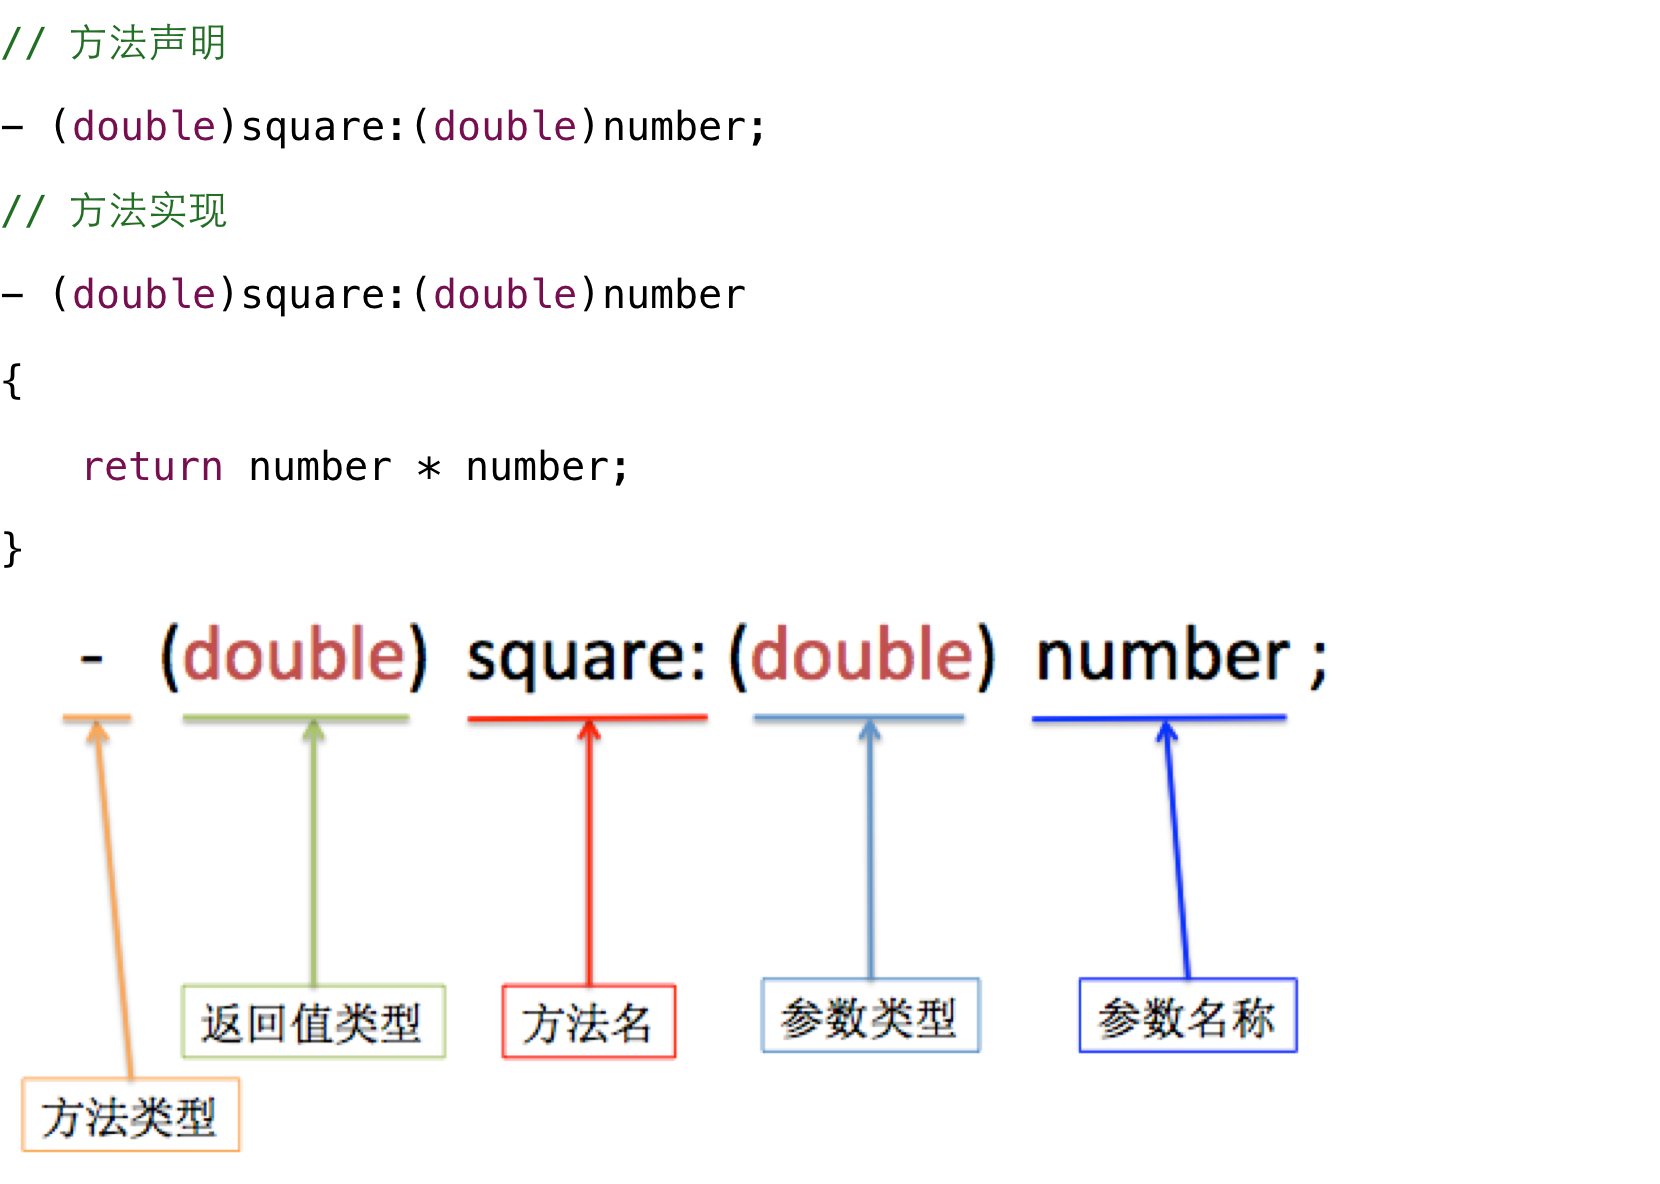 // 方法声明
- (double)square:(double)number;
// 方法实现
- (double)square:(double)number
{
return number * number;
}
- (double) square: (double) number ;
返回值类型 方法名 参数类型 参数名称
方法类型